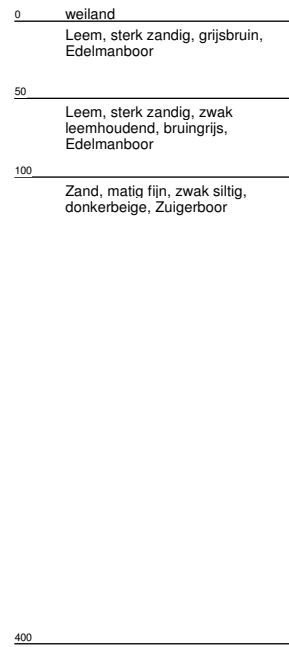 0 weiland
Leem, sterk zandig, grijsbruin,
Edelmanboor
50
Leem, sterk zandig, zwak
leemhoudend, bruingrijs,
Edelmanboor
100
Zand, matig fijn, zwak siltig,
donkerbeige, Zuigerboor
400